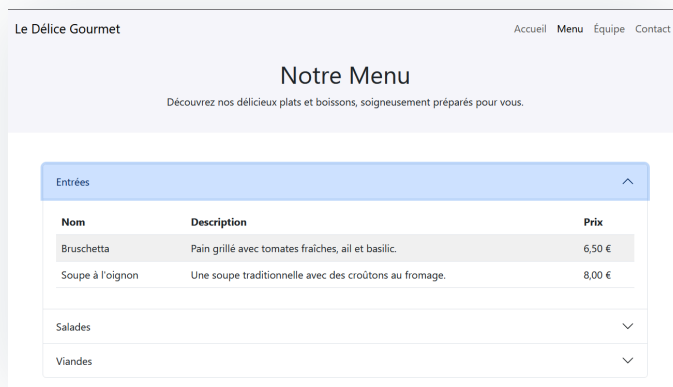 Le Délice Gourmet Accueil Menu Équipe Contact
Notre Menu
Découvrez nos délicieux plats et boissons, soigneusement préparés pour vous.
Entrées
Nom Description Prix
Bruschetta Pain grillé avec tomates fraîches, ail et basilic. 6,50 €
Soupe à l'oignon Une soupe traditionnelle avec des croûtons au fromage. 8,00 €
Salades
Viandes